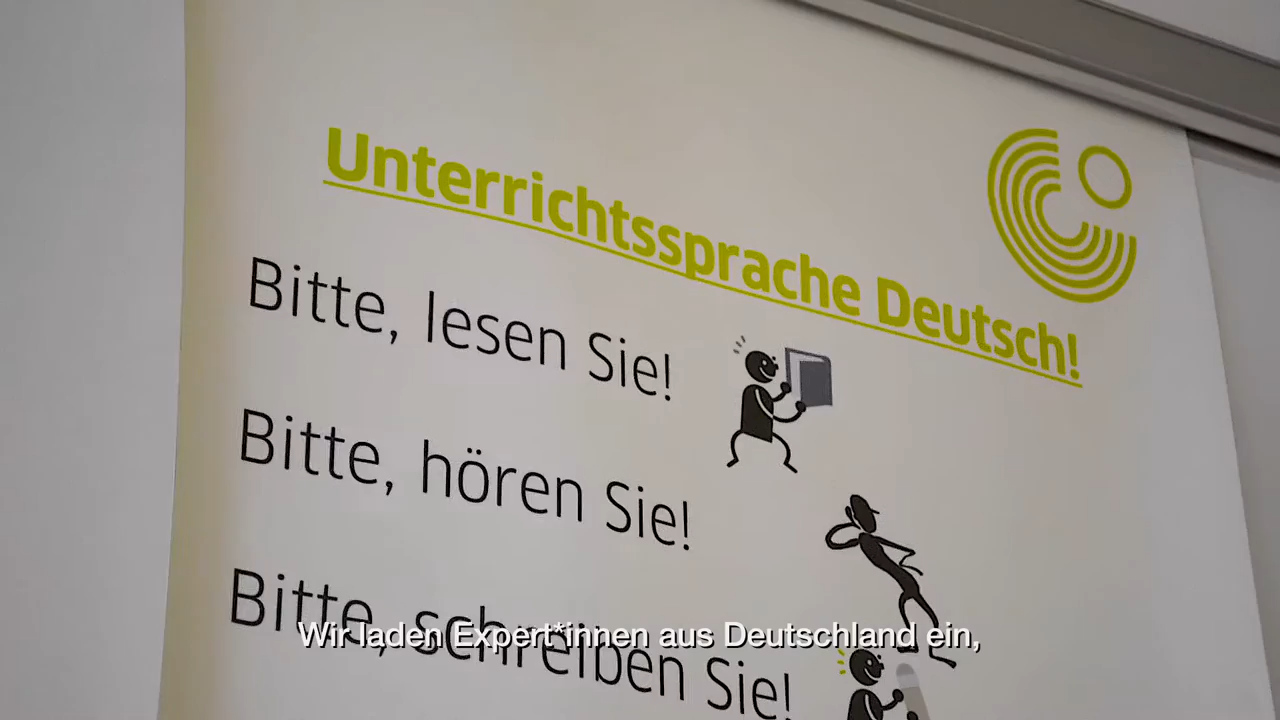 Unterrichtssprache Deutsch!
Bitte, lesen Sie!
Bitte, hören Sie!
Bitte, schreiben Sie!
Wir laden Expert*innen aus Deutschland ein,